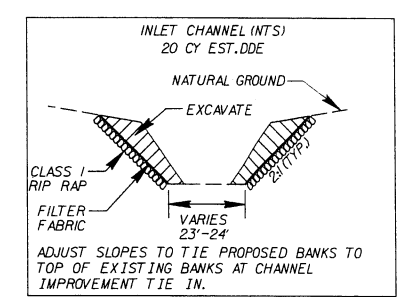 INLET CHANNEL (NTS)
20 CY EST.DDE
NATURAL GROUND
EXCAVATE
2:1 (TYP.)
CLASS I
RIP RAP
FILTER
FABRIC
VARIES
23'-24'
ADJUST SLOPES TO TIE PROPOSED BANKS TO
TOP OF EXISTING BANKS AT CHANNEL
IMPROVEMENT TIE IN.